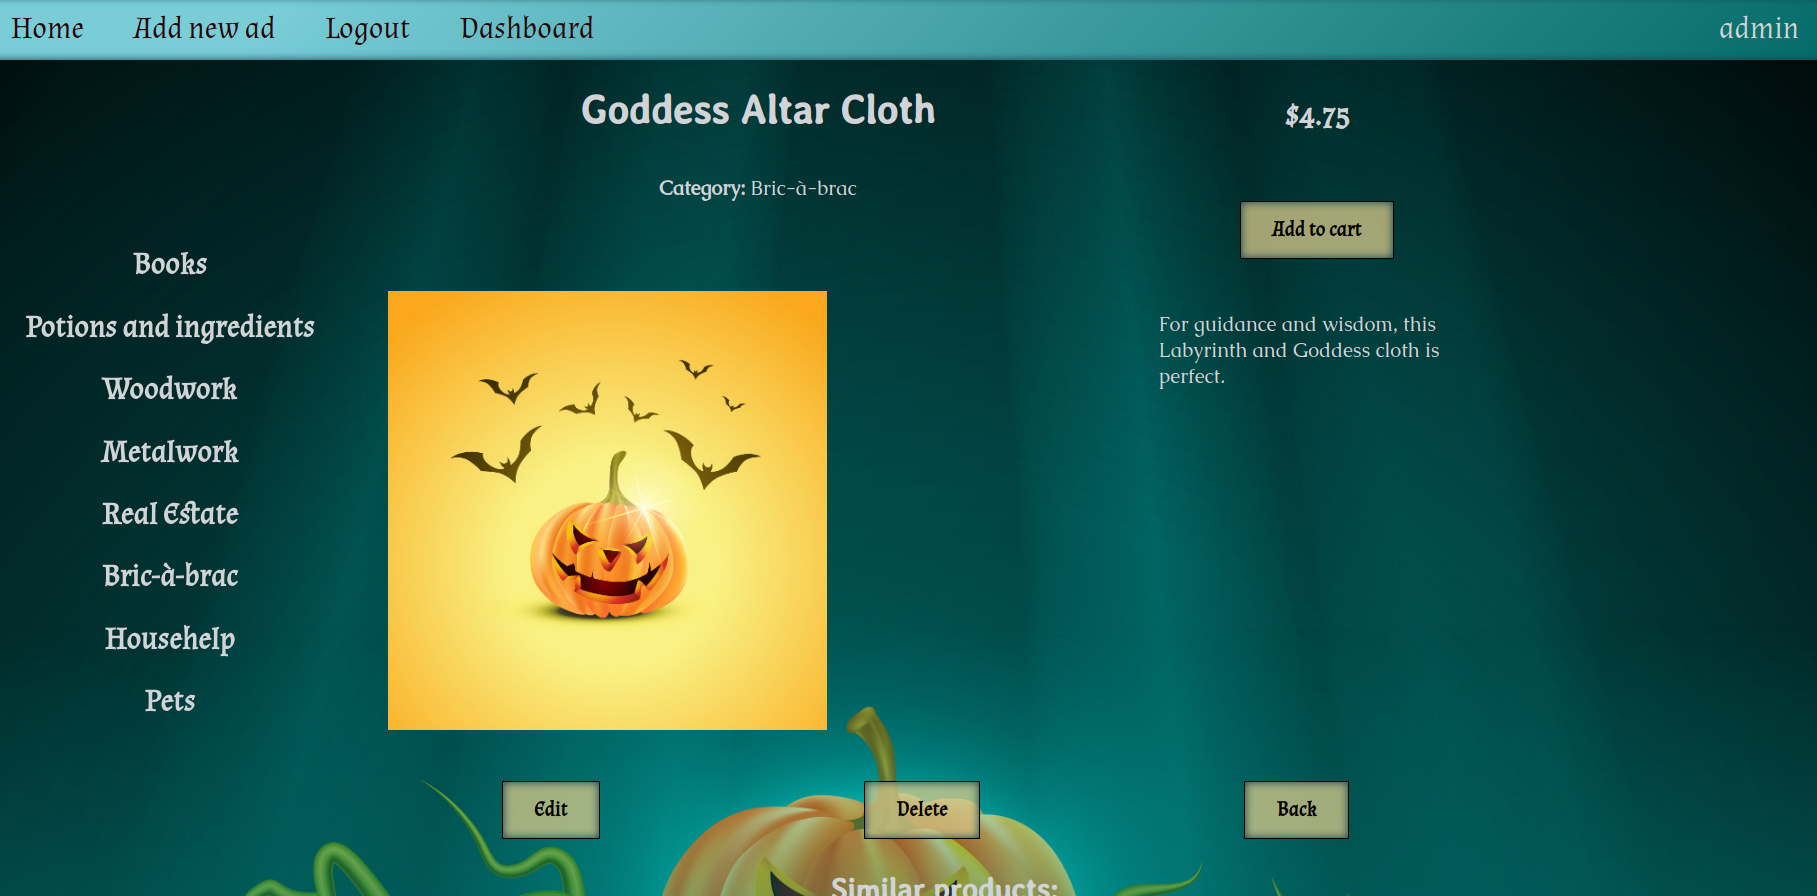 Home Add new ad Logout Dashboard admin
Goddess Altar Cloth
$4.75
Category: Bric-à-brac
Add to cart
Books
Potions and ingredients
Woodwork
Metalwork
Real Estate
Bric-à-brac
Househelp
Pets
For guidance and wisdom, this
Labyrinth and Goddess cloth is
perfect.
Edit
Delete
Back
Similar products: